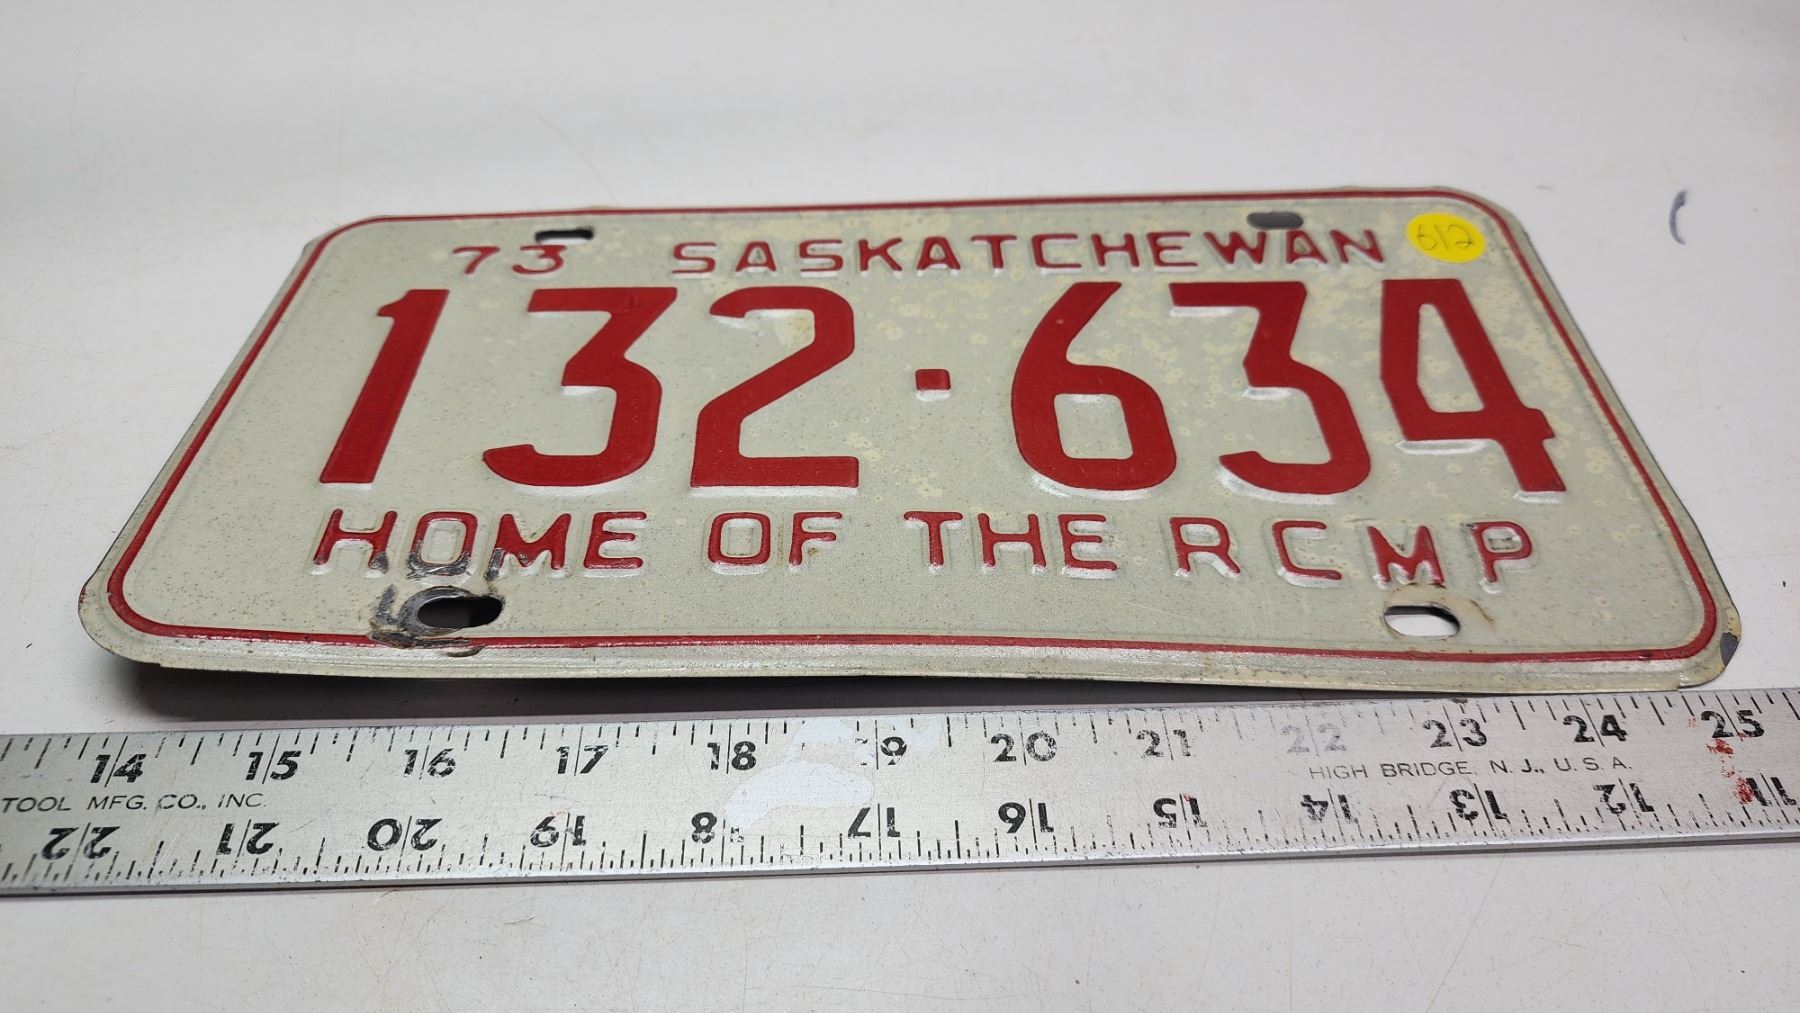 73 SASKATCHEWAN 612
132·634
HOME OF THE RCMP
14 15 16 17 18 19 20 21 22 23 24 25
TOOL MFG. CO., INC. HIGH BRIDGE, N. J., U. S. A.
22 21 20 19 18 17 16 15 14 13 12 11